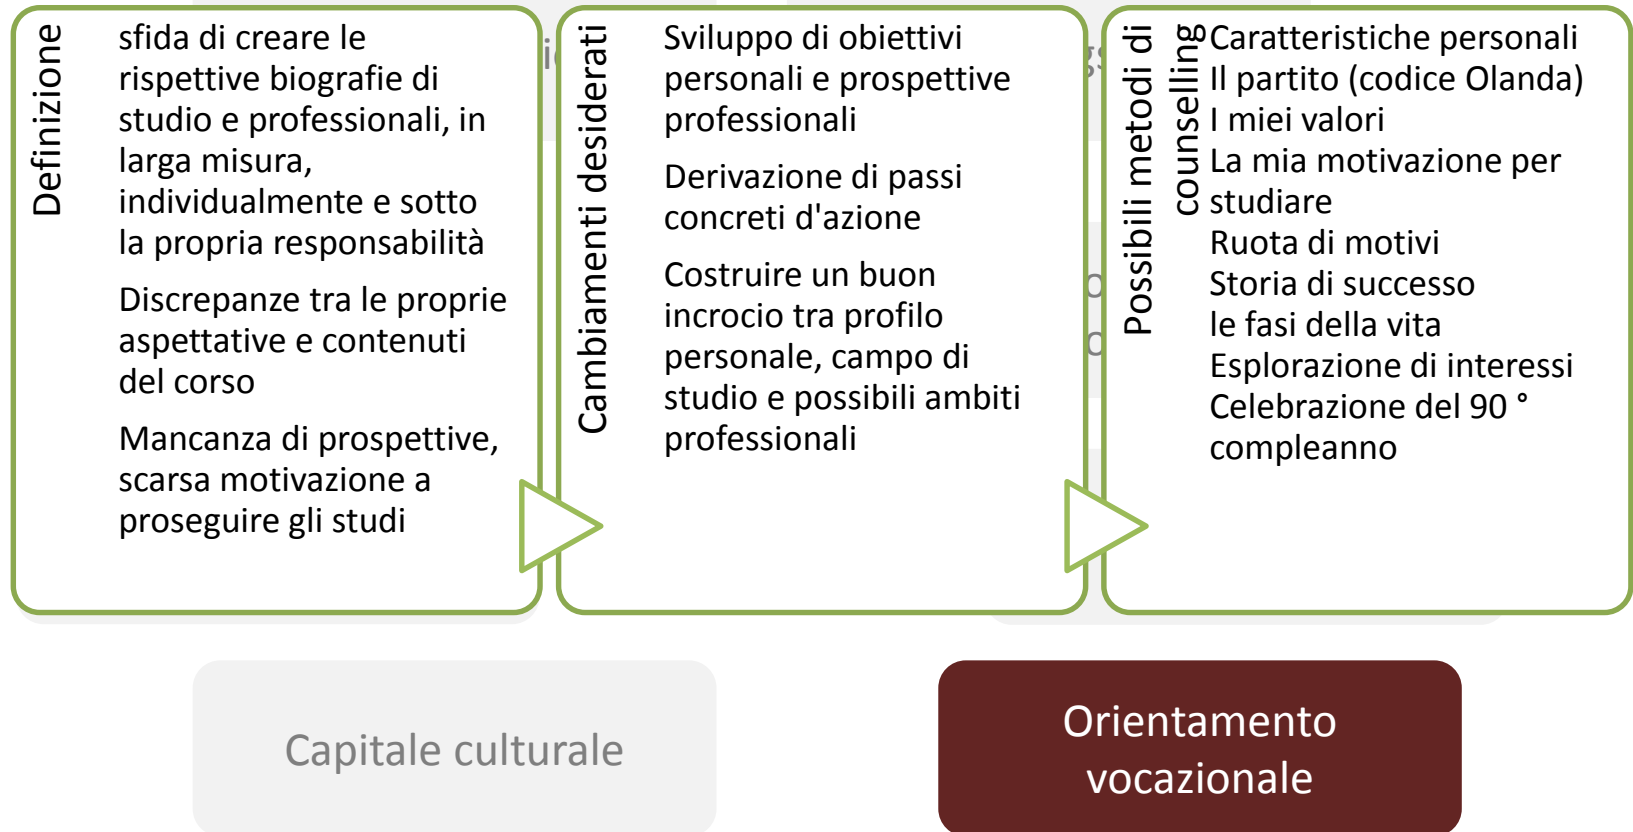 Definizione
sfida di creare le
rispettive biografie di
studio e professionali, in
larga misura,
individualmente e sotto
la propria responsabilità
Discrepanze tra le proprie
aspettative e contenuti
del corso
Mancanza di prospettive,
scarsa motivazione a
proseguire gli studi
Cambiamenti desiderati
Sviluppo di obiettivi
personali e prospettive
professionali
Derivazione di passi
concreti d'azione
Costruire un buon
incrocio tra profilo
personale, campo di
studio e possibili ambiti
professionali
Possibili metodi di
counselling
Caratteristiche personali
Il partito (codice Olanda)
I miei valori
La mia motivazione per
studiare
Ruota di motivi
Storia di successo
le fasi della vita
Esplorazione di interessi
Celebrazione del 90 °
compleanno
Capitale culturale
Orientamento
vocazionale